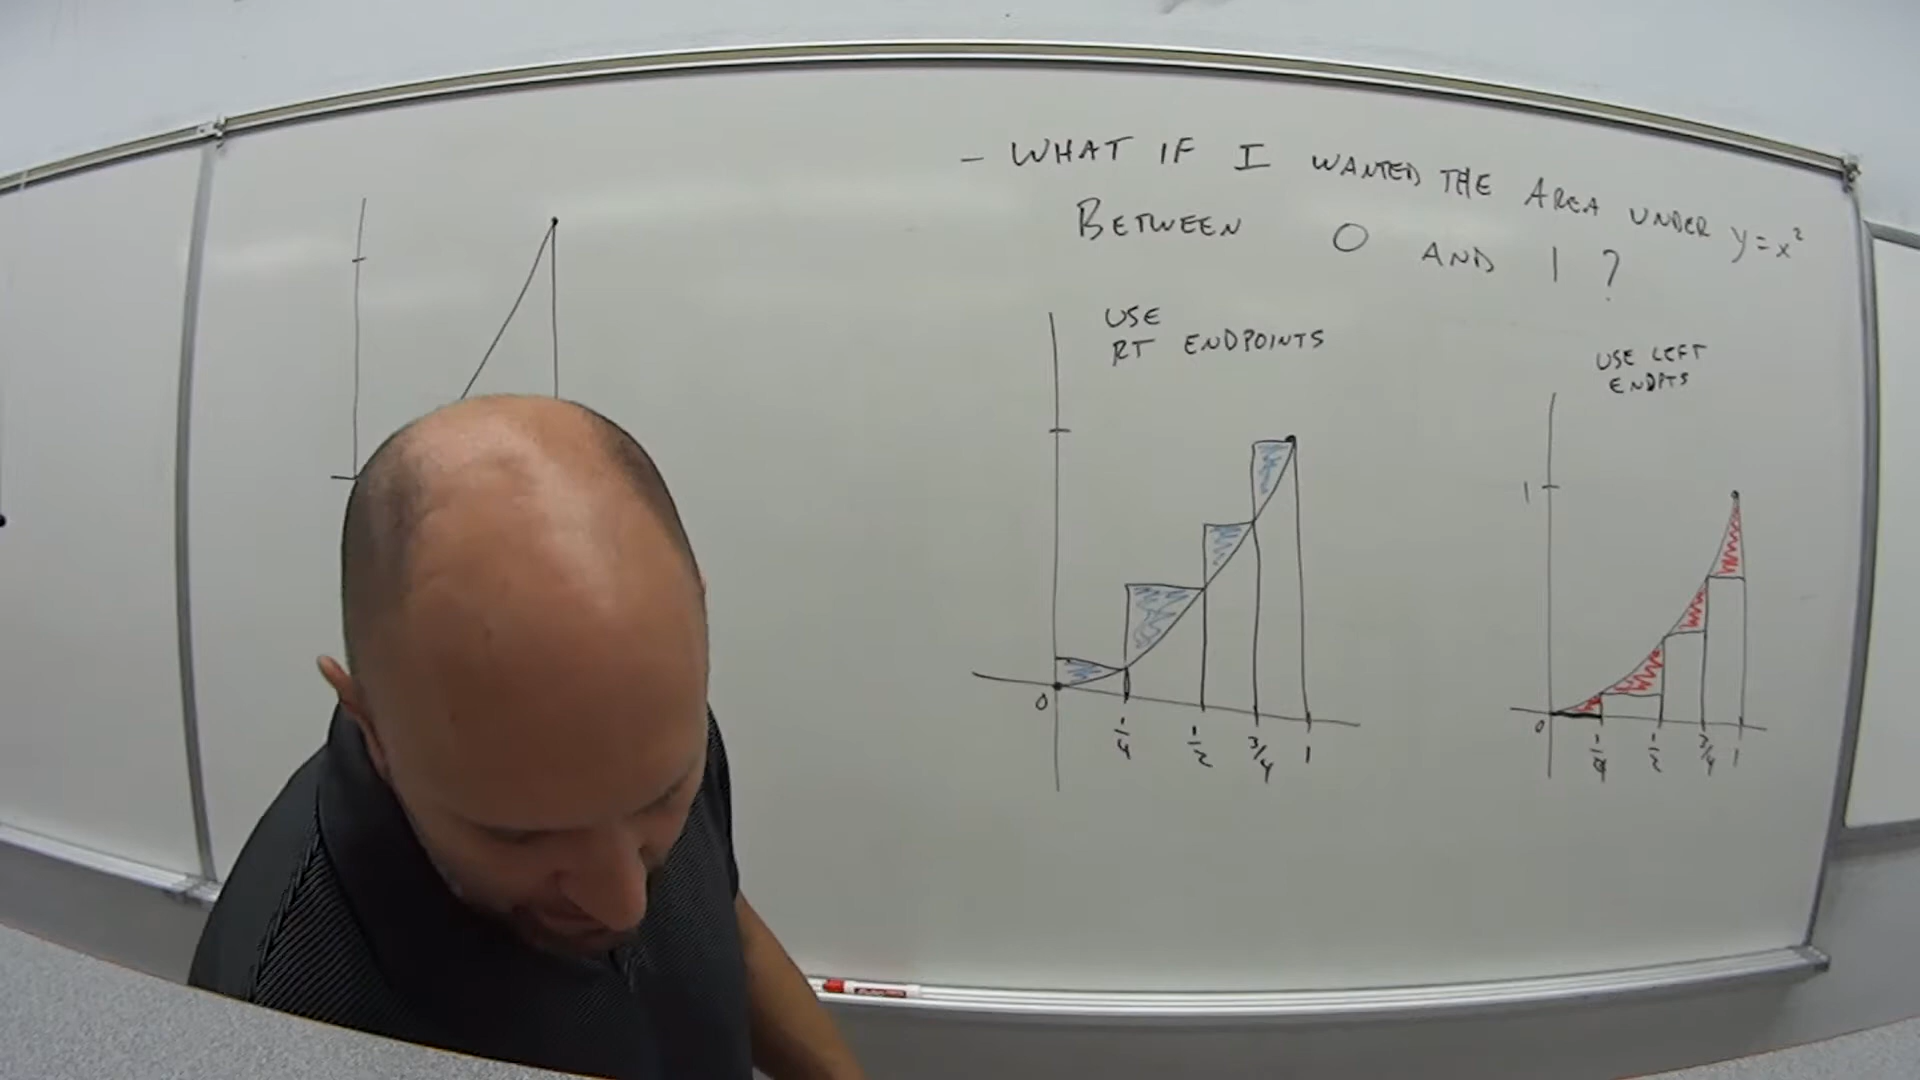 - WHAT IF I WANTED THE AREA UNDER y=x²
BETWEEN 0 AND 1 ?
USE
RT ENDPOINTS
0
1/4
1/2
3/4
1
USE LEFT
ENDPTS
1
0
1/4
1/2
3/4
1